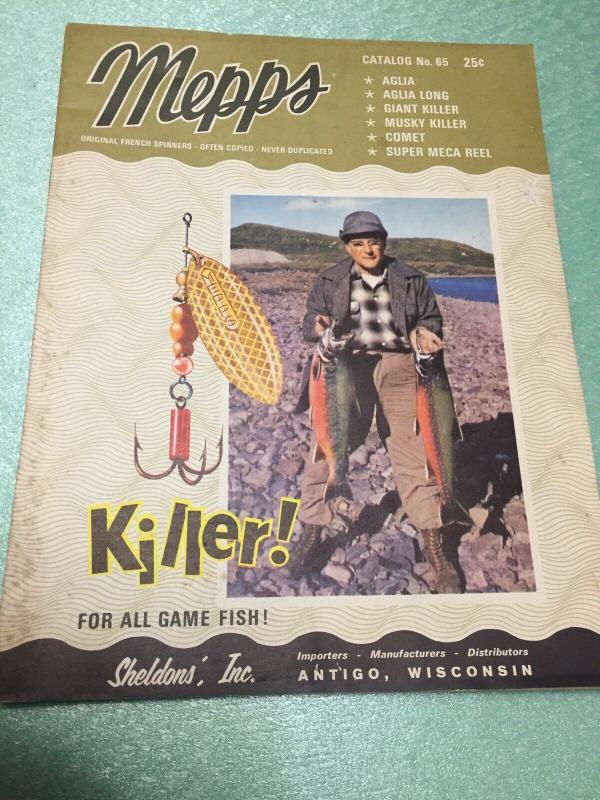 Mepps
CATALOG No. 65 25¢
* AGLIA
* AGLIA LONG
* GIANT KILLER
* MUSKY KILLER
* COMET
* SUPER MECA REEL
ORIGINAL FRENCH SPINNERS - OFTEN COPIED - NEVER DUPLICATED
Killer!
FOR ALL GAME FISH!
Sheldons', Inc.
Importers - Manufacturers - Distributors
ANTIGO, WISCONSIN